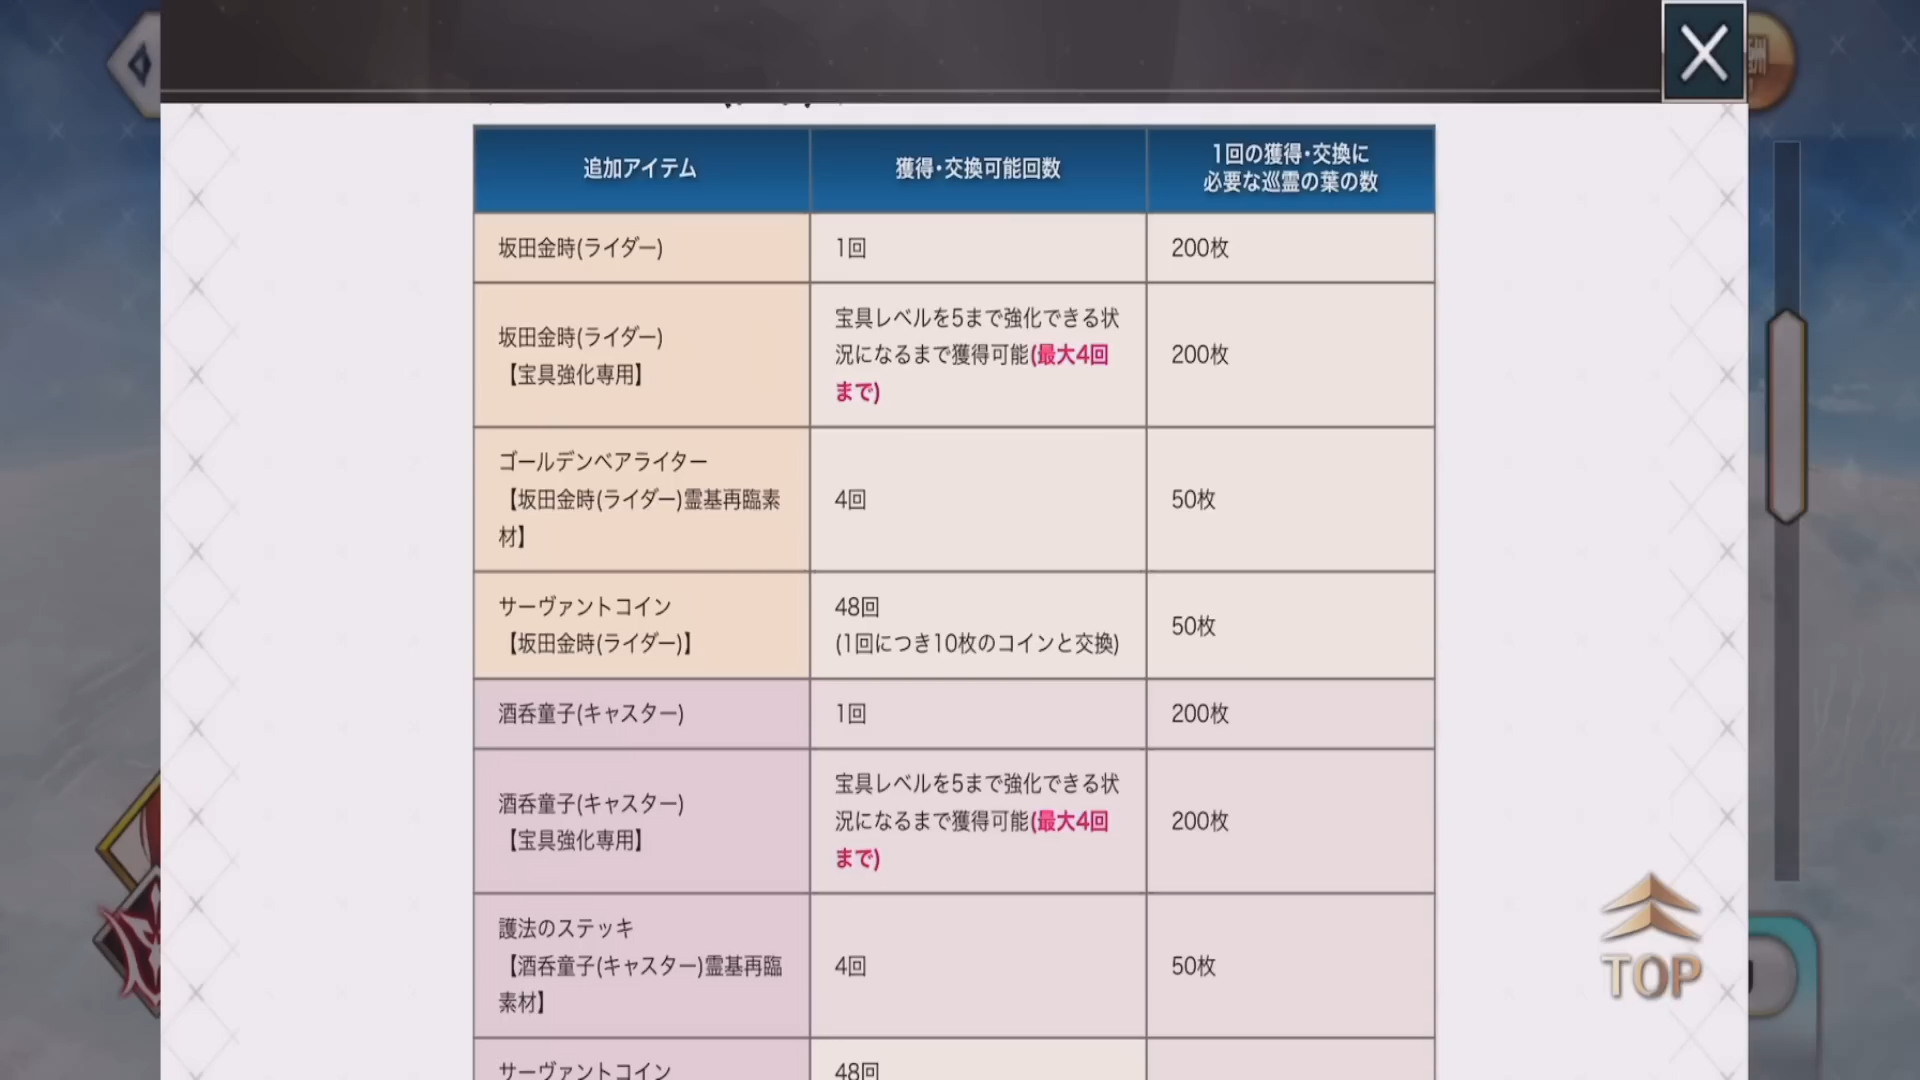 追加アイテム
獲得・交換可能回数
1回の獲得・交換に
必要な巡霊の葉の数
坂田金時(ライダー)
1回
200枚
坂田金時(ライダー)
【宝具強化専用】
宝具レベルを5まで強化できる状
況になるまで獲得可能(最大4回
まで)
200枚
ゴールデンベアライター
【坂田金時(ライダー)霊基再臨素
材】
4回
50枚
サーヴァントコイン
【坂田金時(ライダー)】
48回
(1回につき10枚のコインと交換)
50枚
酒呑童子(キャスター)
1回
200枚
酒呑童子(キャスター)
【宝具強化専用】
宝具レベルを5まで強化できる状
況になるまで獲得可能(最大4回
まで)
200枚
護法のステッキ
【酒呑童子(キャスター)霊基再臨
素材】
4回
50枚
サーヴァントコイン
48回
TOP